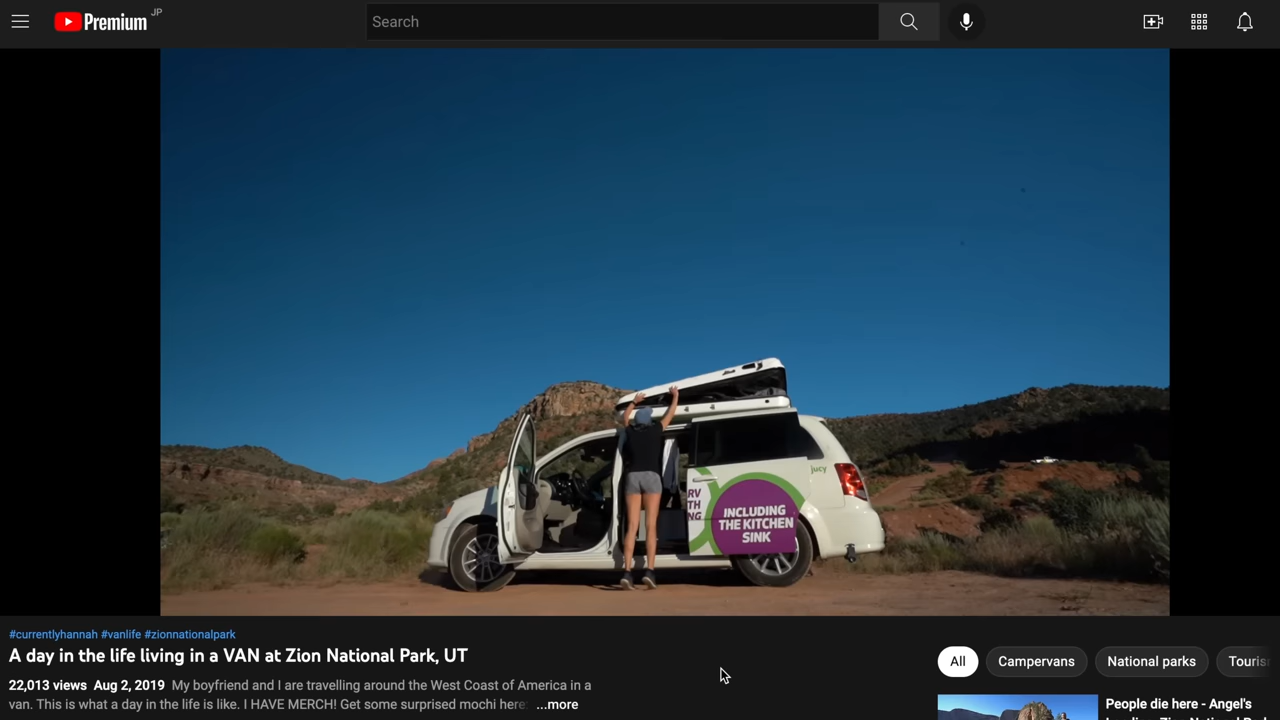 Premium JP
Search
jucy
RV
TH
NG
INCLUDING
THE KITCHEN
SINK
#currentlyhannah #vanlife #zionnationalpark
A day in the life living in a VAN at Zion National Park, UT
22,013 views Aug 2, 2019 My boyfriend and I are travelling around the West Coast of America in a
van. This is what a day in the life is like. I HAVE MERCH! Get some surprised mochi here: ...more
All Campervans National parks Touris
People die here - Angel's